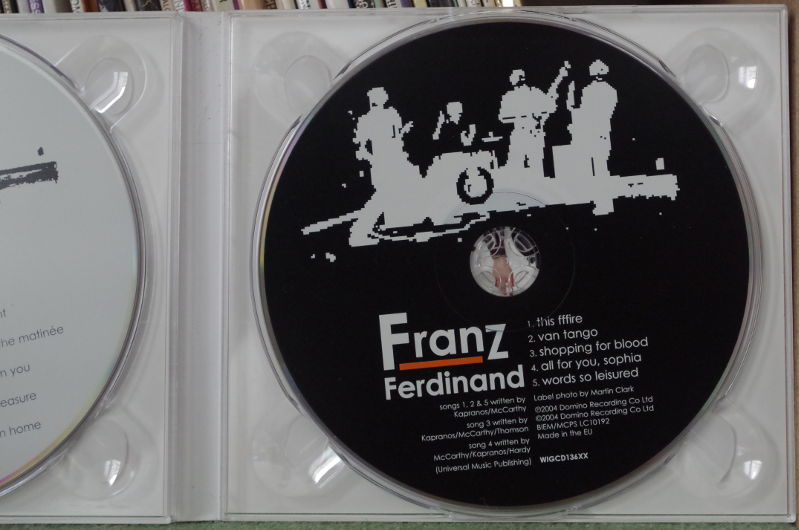 the matinée
you
home
Franz
Ferdinand
1. this fffire
2. van tango
3. shopping for blood
4. all for you, sophia
5. words so leisured
songs 1, 2 & 5 written by
Kapranos/McCarthy
song 3 written by
Kapranos/McCarthy/Thomson
song 4 written by
McCarthy/Kapranos/Hardy
(Universal Music Publishing)
Label photo by Martin Clark
℗2004 Domino Recording Co Ltd
©2004 Domino Recording Co Ltd
BIEM/MCPS LC10192
Made in the EU
WIGCD136XX